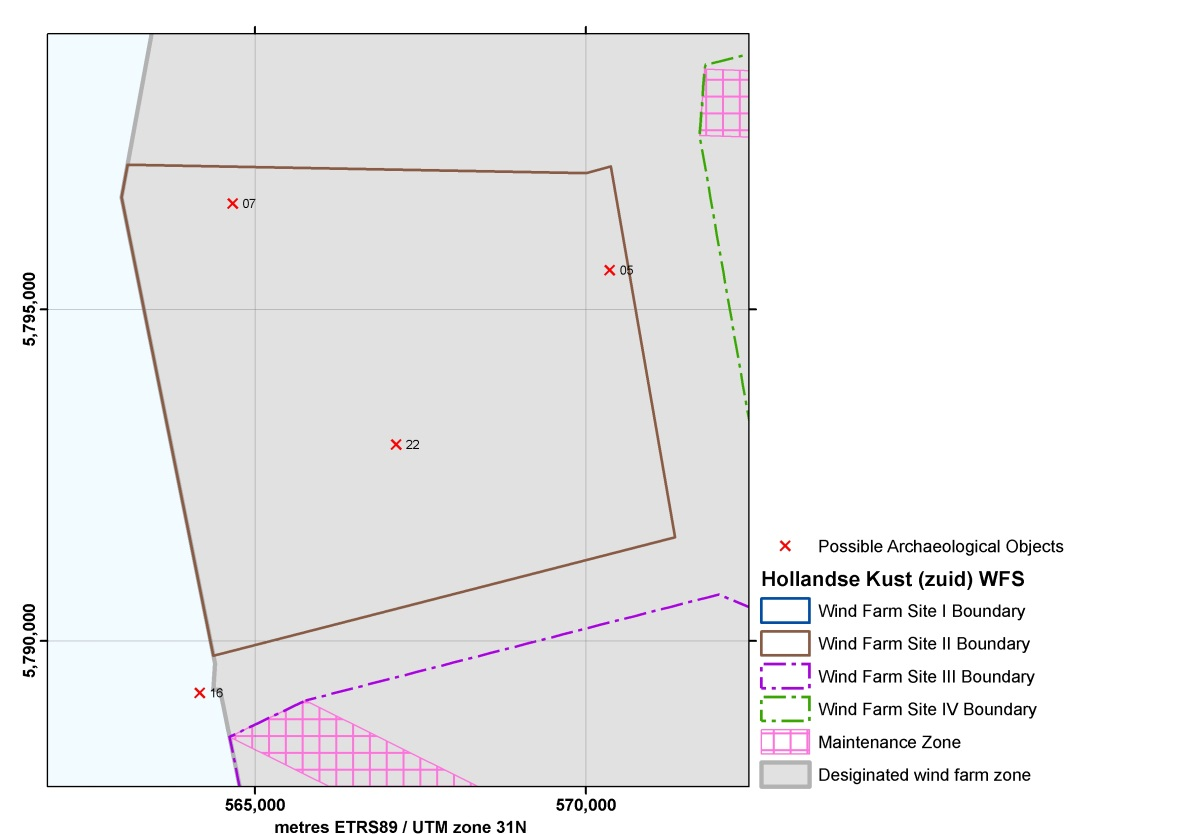 07
05
5,795,000
22
5,790,000
16
565,000
570,000
metres ETRS89 / UTM zone 31N
Possible Archaeological Objects
Hollandse Kust (zuid) WFS
Wind Farm Site I Boundary
Wind Farm Site II Boundary
Wind Farm Site III Boundary
Wind Farm Site IV Boundary
Maintenance Zone
Desiginated wind farm zone